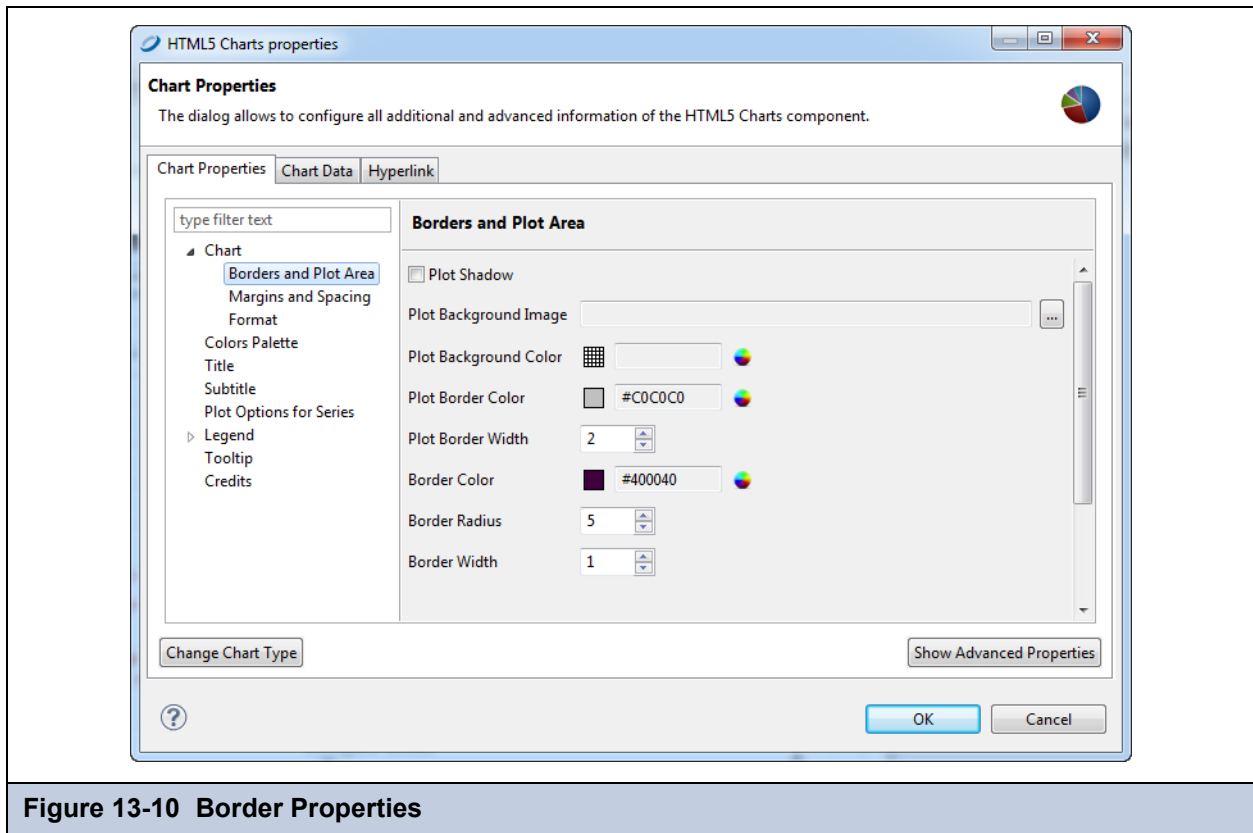 HTML5 Charts properties
Chart Properties
The dialog allows to configure all additional and advanced information of the HTML5 Charts component.
Chart Properties
Chart Data
Hyperlink
type filter text
Chart
Borders and Plot Area
Margins and Spacing
Format
Colors Palette
Title
Subtitle
Plot Options for Series
Legend
Tooltip
Credits
Borders and Plot Area
Plot Shadow
Plot Background Image
...
Plot Background Color
Plot Border Color #C0C0C0
Plot Border Width 2
Border Color #400040
Border Radius 5
Border Width 1
Change Chart Type
Show Advanced Properties
?
OK
Cancel
Figure 13-10 Border Properties